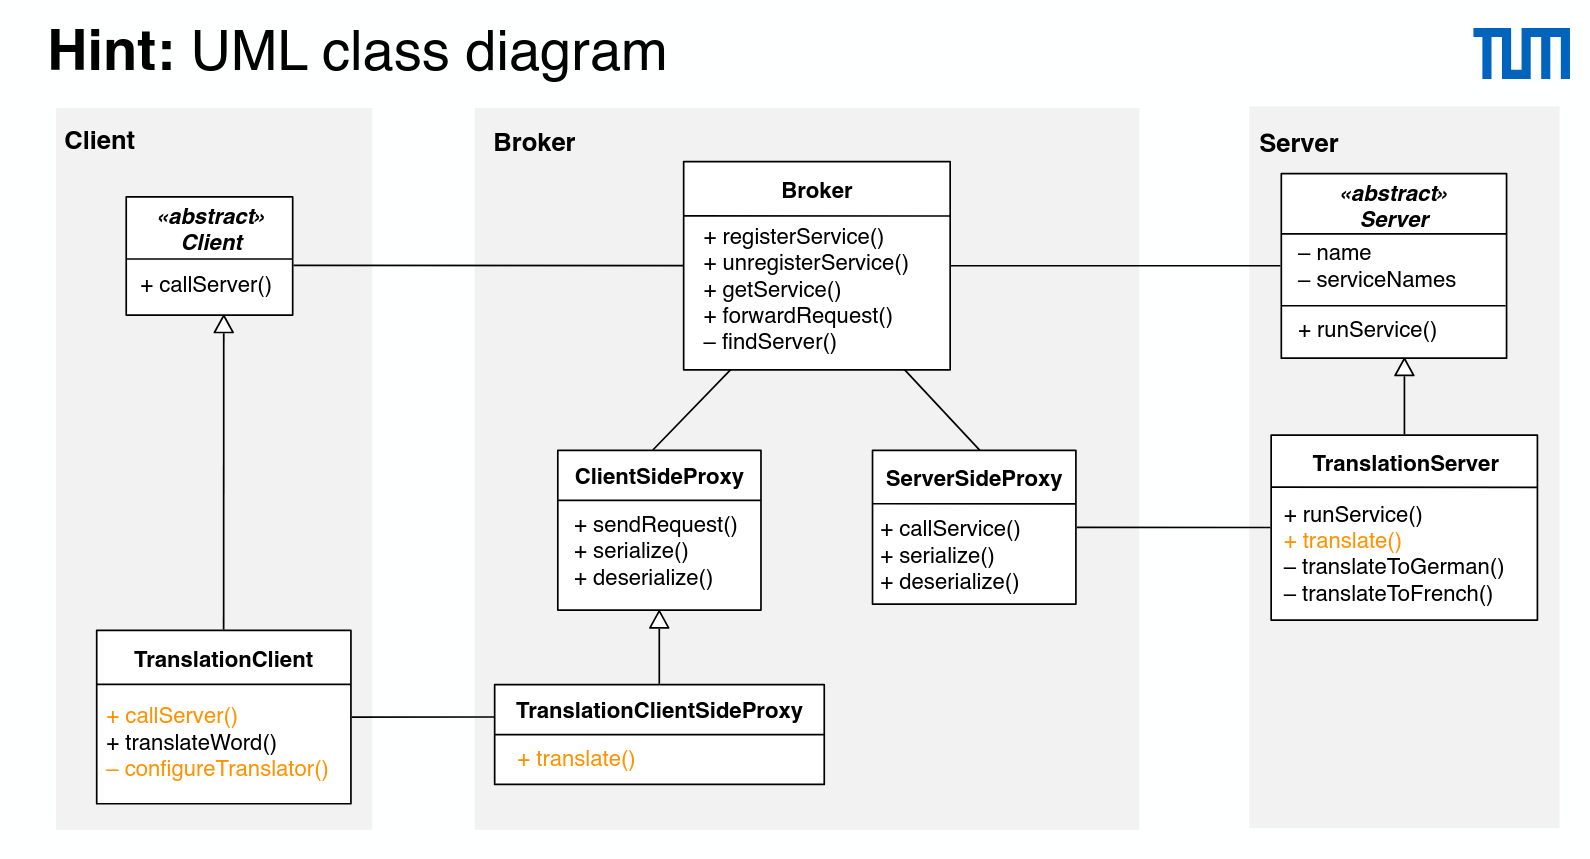 Hint: UML class diagram
TUM
Client
«abstract»
Client
+ callServer()
TranslationClient
+ callServer()
+ translateWord()
– configureTranslator()
Broker
Broker
+ registerService()
+ unregisterService()
+ getService()
+ forwardRequest()
– findServer()
ClientSideProxy
+ sendRequest()
+ serialize()
+ deserialize()
ServerSideProxy
+ callService()
+ serialize()
+ deserialize()
TranslationClientSideProxy
+ translate()
Server
«abstract»
Server
– name
– serviceNames
+ runService()
TranslationServer
+ runService()
+ translate()
– translateToGerman()
– translateToFrench()